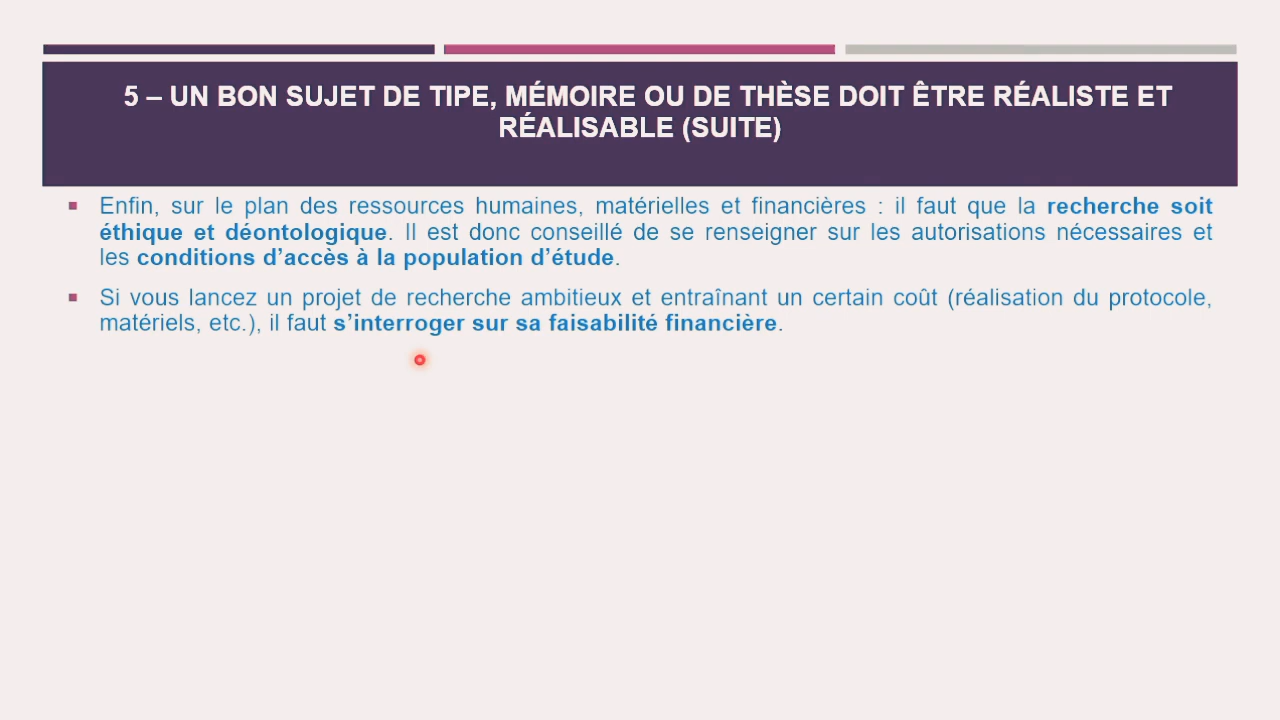 5 – UN BON SUJET DE TIPE, MÉMOIRE OU DE THÈSE DOIT ÊTRE RÉALISTE ET
RÉALISABLE (SUITE)
Enfin, sur le plan des ressources humaines, matérielles et financières : il faut que la recherche soit
éthique et déontologique. Il est donc conseillé de se renseigner sur les autorisations nécessaires et
les conditions d’accès à la population d’étude.
Si vous lancez un projet de recherche ambitieux et entraînant un certain coût (réalisation du protocole,
matériels, etc.), il faut s’interroger sur sa faisabilité financière.